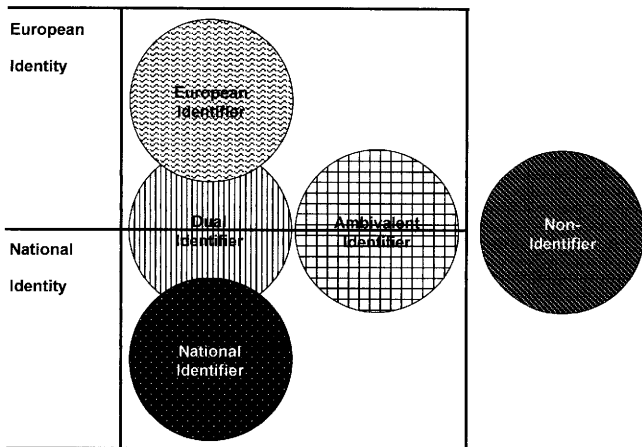 European
Identity
European
Identifier
Dual
Identifier
Ambivalent
Identifier
Non-
Identifier
National
Identity
National
Identifier